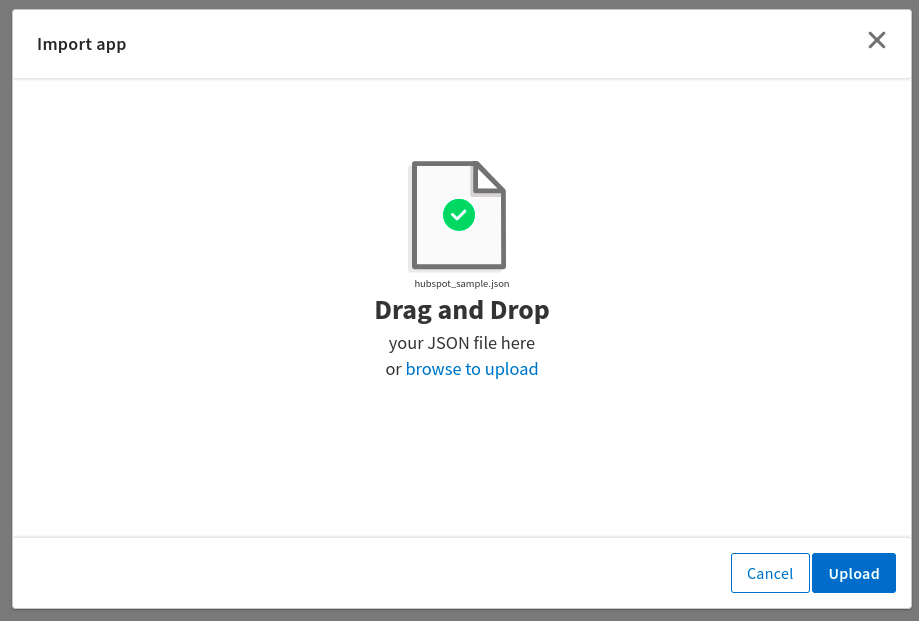 Import app
hubspot_sample.json
Drag and Drop
your JSON file here
or browse to upload
Cancel
Upload